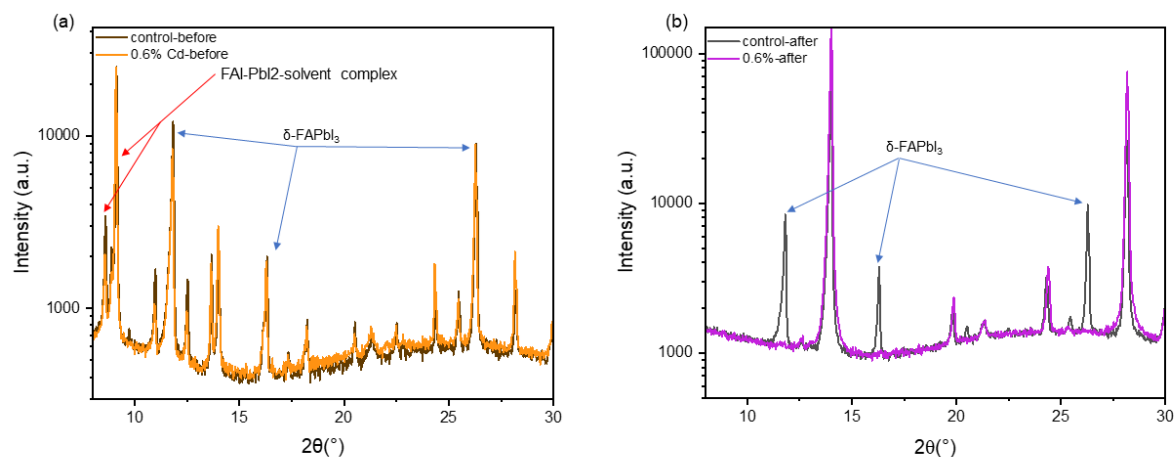 (a)
control-before
0.6% Cd-before
FAI-PbI2-solvent complex
δ-FAPbI₃
10000
1000
Intensity (a.u.)
10
15
20
25
30
2θ(°)
(b)
control-after
0.6%-after
δ-FAPbI₃
100000
10000
1000
Intensity (a.u.)
10
15
20
25
30
2θ(°)